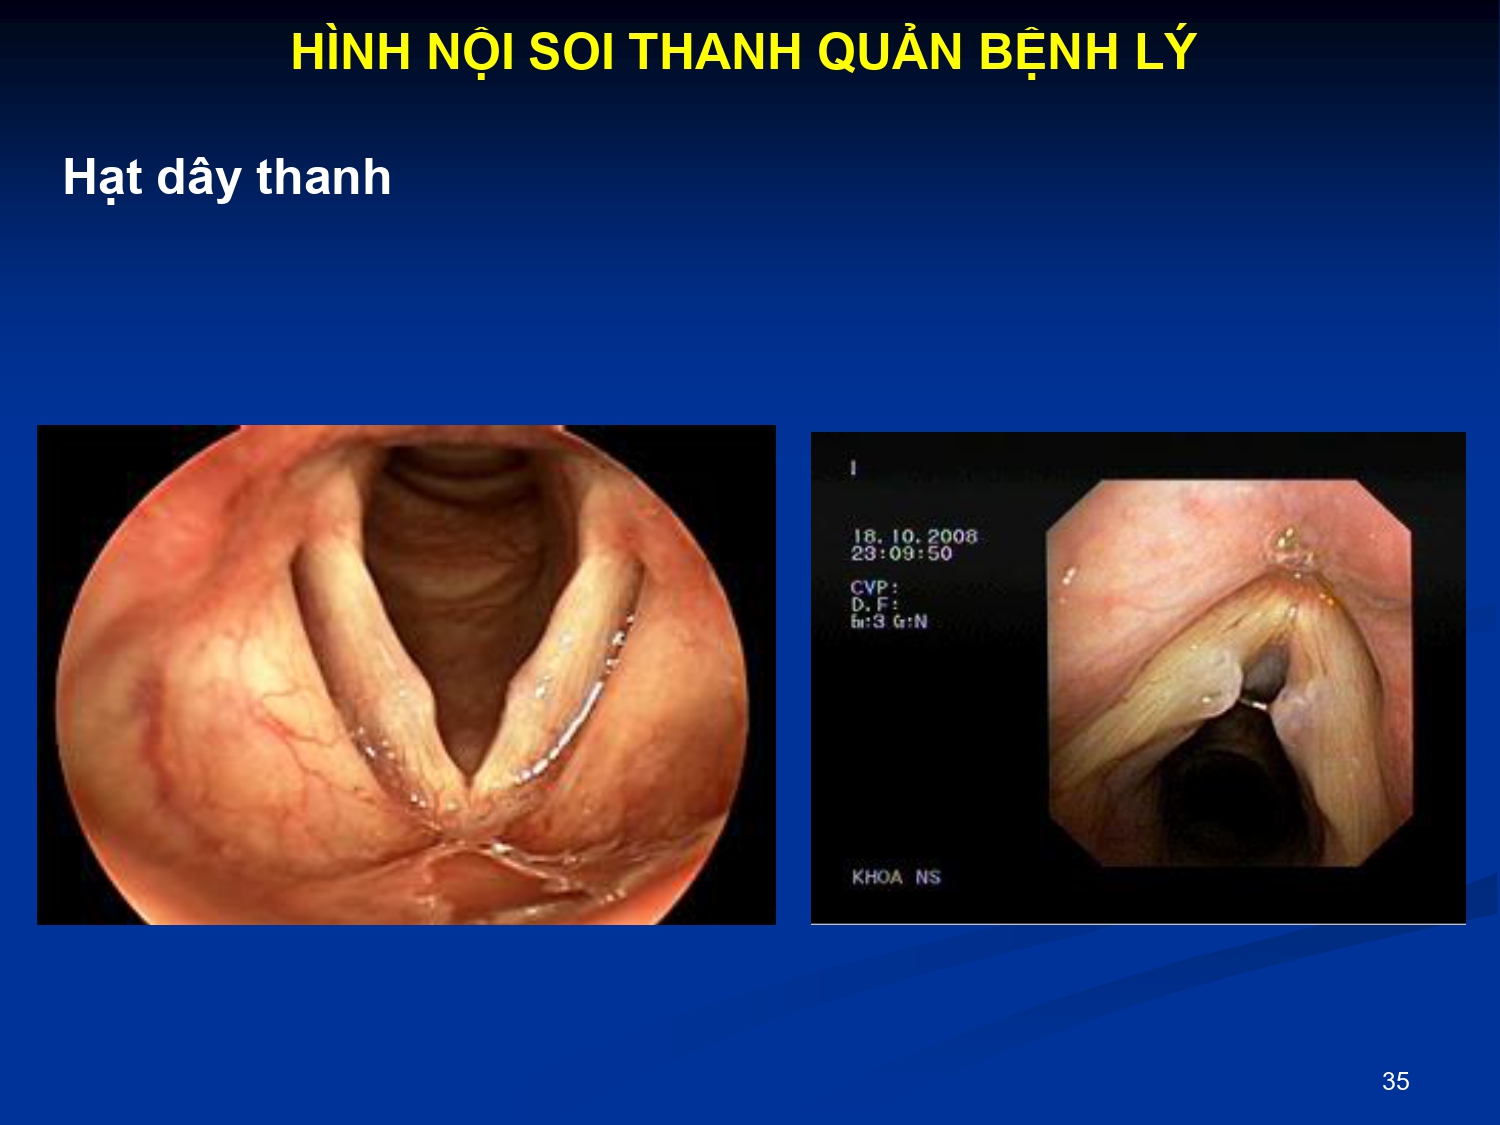 HÌNH NỘI SOI THANH QUẢN BỆNH LÝ
Hạt dây thanh
18.10.2008
23:09:50
CVP:
D.F:
KHOA NS
35